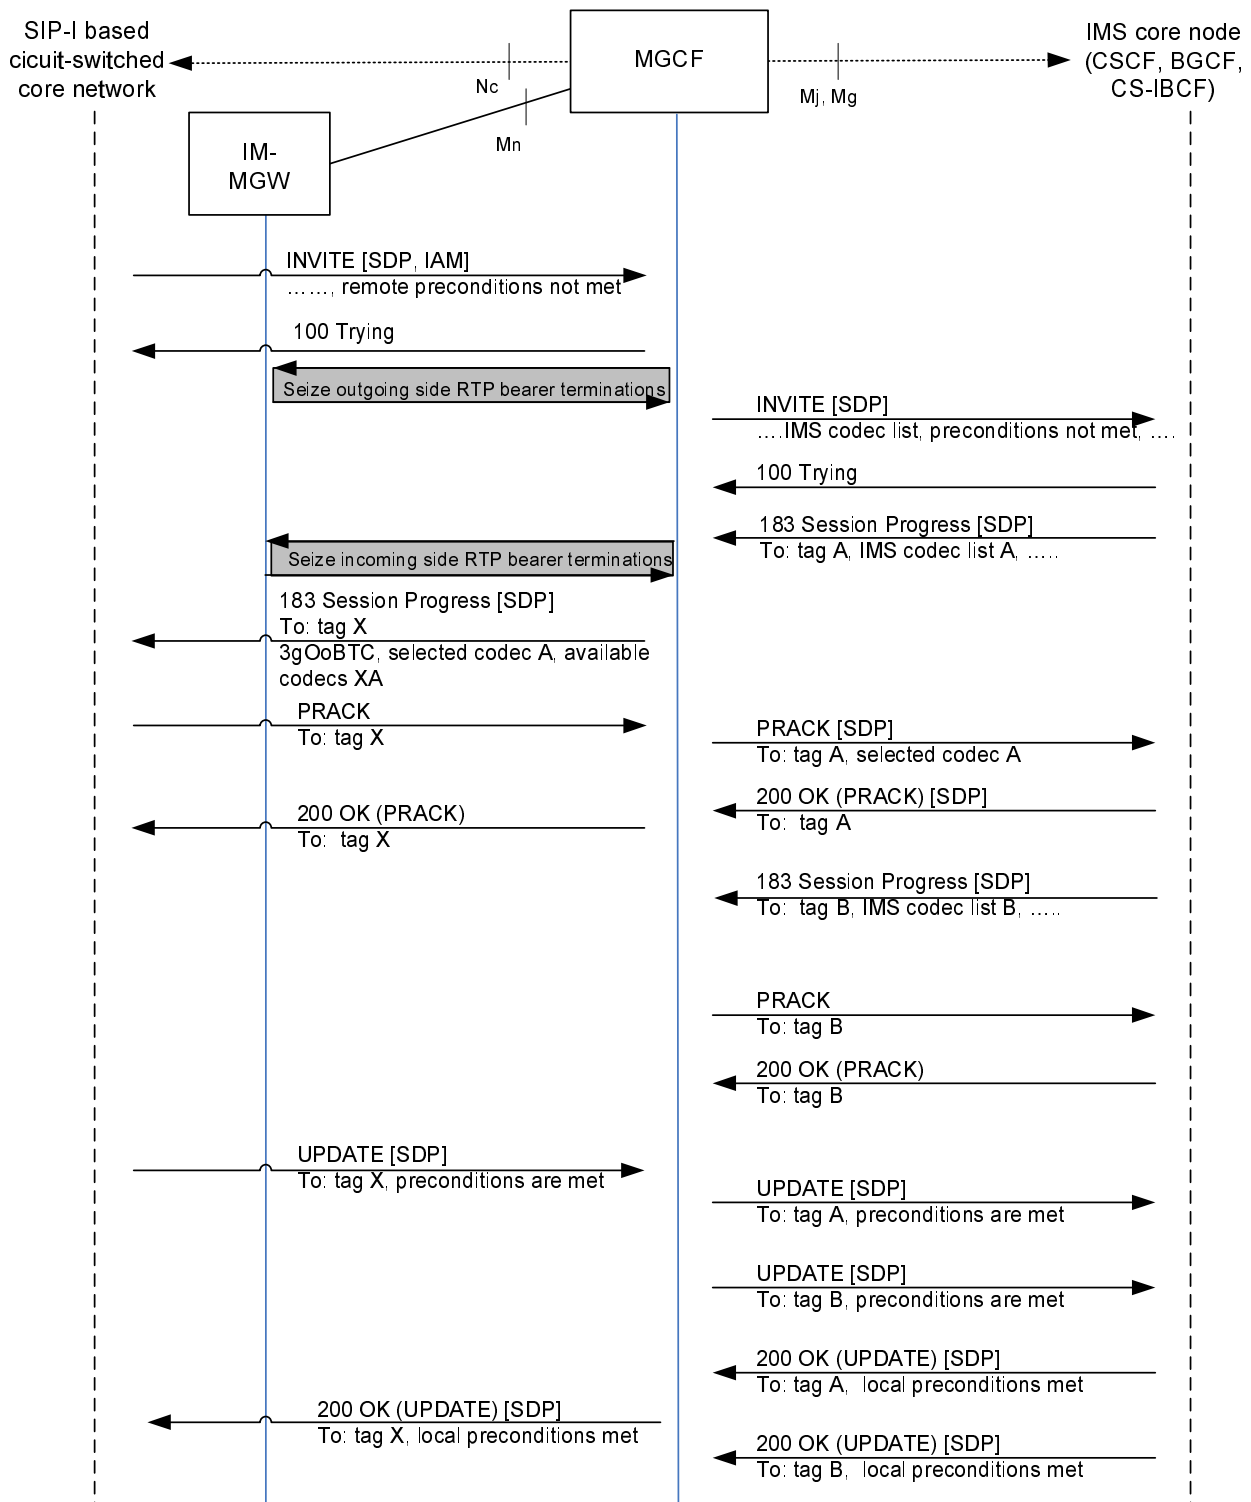 SIP-I based
cicuit-switched
core network
MGCF
IMS core node
(CSCF, BGCF,
CS-IBCF)
Nc
Mj, Mg
Mn
IM-
MGW
INVITE [SDP, IAM]
……, remote preconditions not met
100 Trying
Seize outgoing side RTP bearer terminations
INVITE [SDP]
….IMS codec list, preconditions not met, ….
100 Trying
183 Session Progress [SDP]
To: tag A, IMS codec list A, …..
Seize incoming side RTP bearer terminations
183 Session Progress [SDP]
To: tag X
3gOoBTC, selected codec A, available
codecs XA
PRACK
To: tag X
PRACK [SDP]
To: tag A, selected codec A
200 OK (PRACK) [SDP]
To:  tag A
200 OK (PRACK)
To:  tag X
183 Session Progress [SDP]
To:  tag B, IMS codec list B, …..
PRACK
To: tag B
200 OK (PRACK)
To: tag B
UPDATE [SDP]
To: tag X, preconditions are met
UPDATE [SDP]
To: tag A, preconditions are met
UPDATE [SDP]
To: tag B, preconditions are met
200 OK (UPDATE) [SDP]
To: tag A,  local preconditions met
200 OK (UPDATE) [SDP]
To: tag X, local preconditions met
200 OK (UPDATE) [SDP]
To: tag B,  local preconditions met